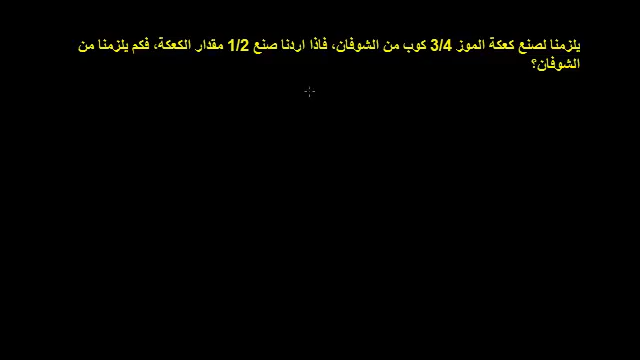 يلزمنا لصنع كعكة الموز 3/4 كوب من الشوفان، فاذا اردنا صنع 1/2 مقدار الكعكة، فكم يلزمنا من
الشوفان؟